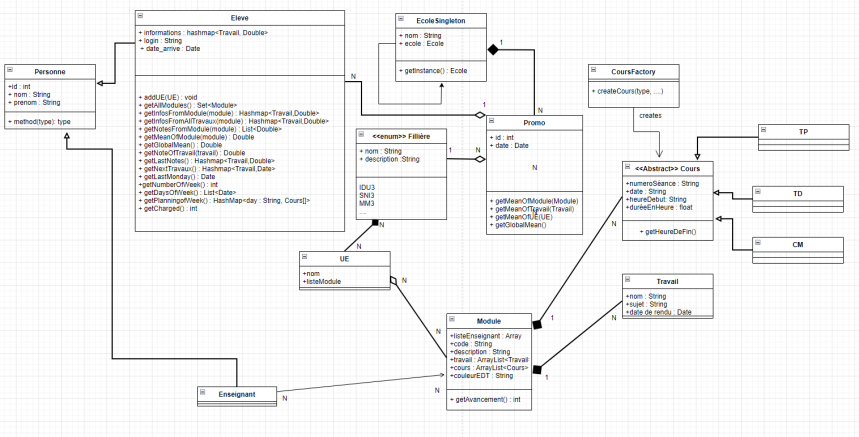 Personne
+id : int
+ nom : String
+ prenom : String
+ method(type): type
Eleve
+ informations : hashmap<Travail, Double>
+ login : String
+ date_arrive : Date
+ addUE(UE) : void
+ getAllModules() : Set<Module>
+ getInfosFromModule(module) : Hashmap<Travail,Double>
+ getInfosFromAllTravaux(module) : Hashmap<Travail,Double>
+ getNotesFromModule(module) : List<Double>
+ getMeanOfModule(module) : Double
+ getGlobalMean() : Double
+ getNoteOfTravail(travail) : Double
+ getLastNotes() : Hashmap<Travail,Double>
+ getNextTravaux() : Hashmap<Travail,Date>
+ getLastMonday() : Date
+getNumberOfWeek() : int
+ getDaysOfWeek() : List<Date>
+ getPlanningofWeek() : HashMap<day : String, Cours[]>
+ getCharged() : int
EcoleSingleton
+ nom : String
+ ecole : Ecole
+ getInstance() : Ecole
1
N
N
1
Promo
+ id : int
+ date : Date
N
+ getMeanOfModule(Module)
+ getMeanOfTravail(Travail)
+ getMeanOfUE(UE)
+ getGlobalMean()
<<enum>> Fillière
+ nom : String
+ description :String
IDU3
SNI3
MM3
....
1
N
N
N
UE
+nom
+listeModule
N
N
CoursFactory
+ createCours(type, ....)
creates
<<Abstract>> Cours
+numeroSéance : String
+date : String
+heureDebut: String
+duréeEnHeure : float
+ getHeureDeFin()
TP
TD
CM
N
1
Travail
+nom : String
+sujet : String
+date de rendu : Date
N
1
Module
+listeEnseignant : Array
+code : String
+description : String
+travail : ArrayList<Travail
+cours : ArrayList<Cours>
+couleurEDT : String
+ getAvancement() : int
Enseignant
N
N